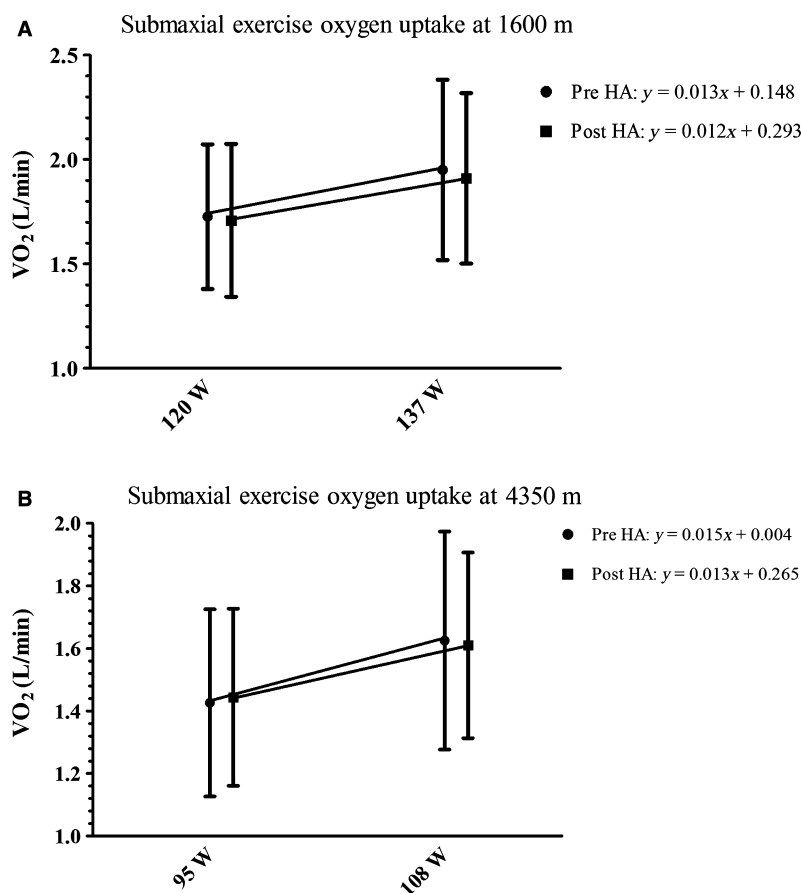 A
Submaxial exercise oxygen uptake at 1600 m
2.5
2.0
1.5
1.0
VO₂ (L/min)
Pre HA: y = 0.013x + 0.148
Post HA: y = 0.012x + 0.293
120 W
137 W
B
Submaxial exercise oxygen uptake at 4350 m
2.0
1.8
1.6
1.4
1.2
1.0
VO₂ (L/min)
Pre HA: y = 0.015x + 0.004
Post HA: y = 0.013x + 0.265
95 W
108 W